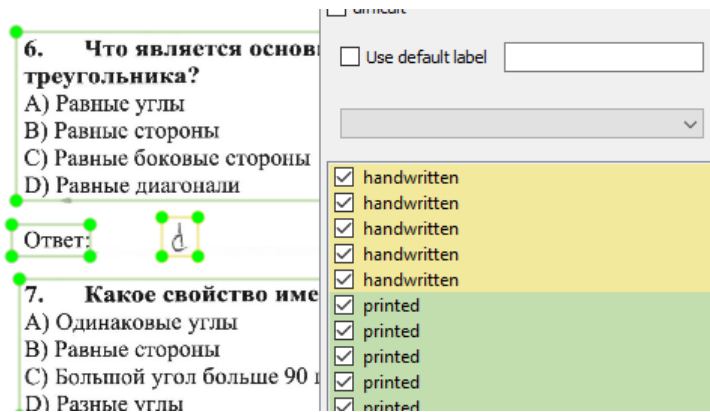 difficult
6. Что является основ
Use default label
треугольника?
A) Равные углы
B) Равные стороны
C) Равные боковые стороны
D) Равные диагонали
handwritten
handwritten
handwritten
handwritten
handwritten
Ответ:
d
7. Какое свойство име
A) Одинаковые углы
B) Равные стороны
C) Большой угол больше 90
D) Разные углы
printed
printed
printed
printed
printed